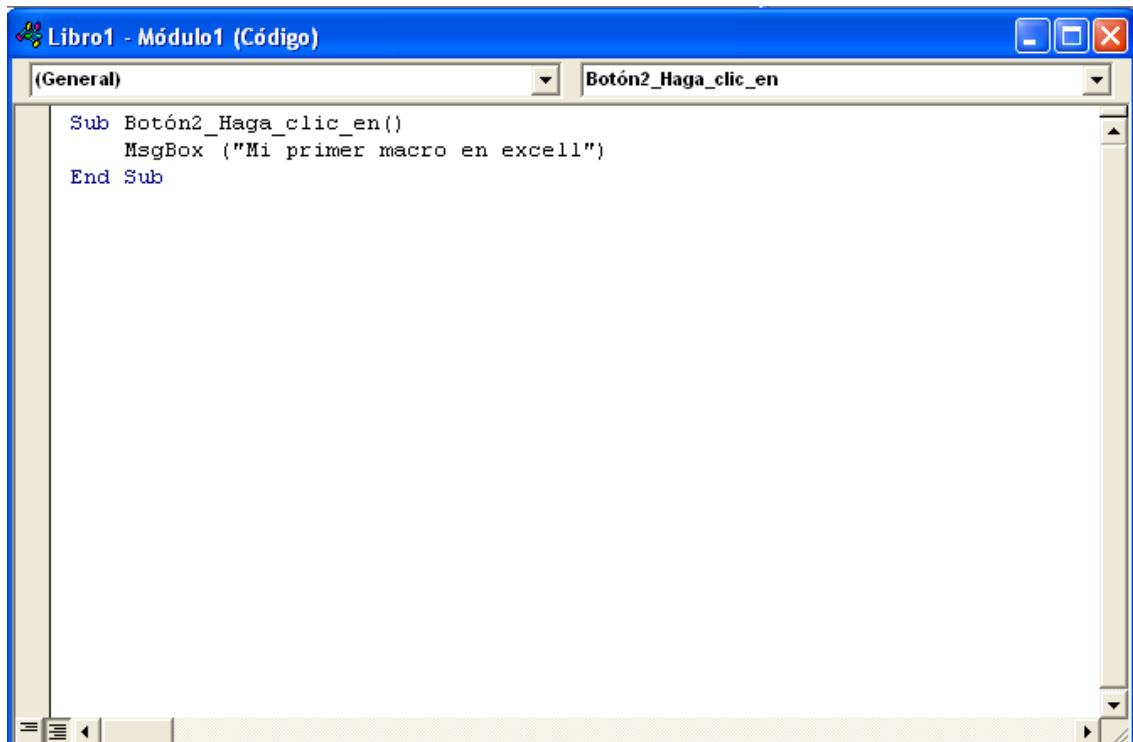 Libro1 - Módulo1 (Código)
(General) Botón2_Haga_clic_en
Sub Botón2_Haga_clic_en()
MsgBox ("Mi primer macro en excell")
End Sub